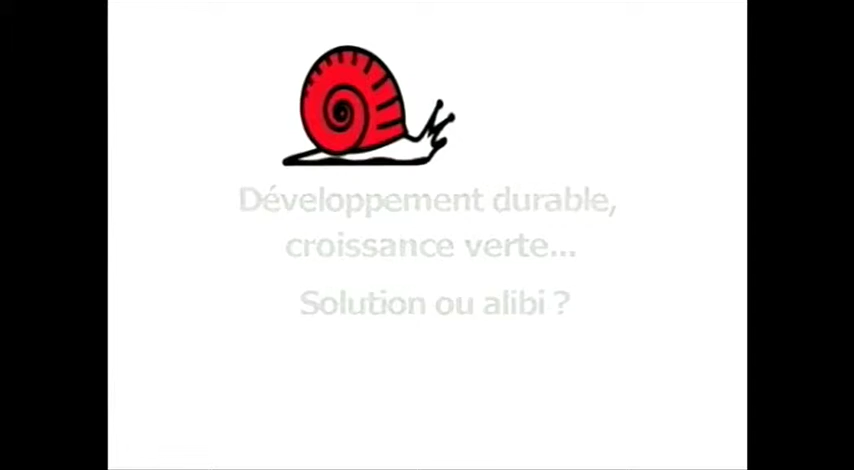 Développement durable,
croissance verte...
Solution ou alibi ?